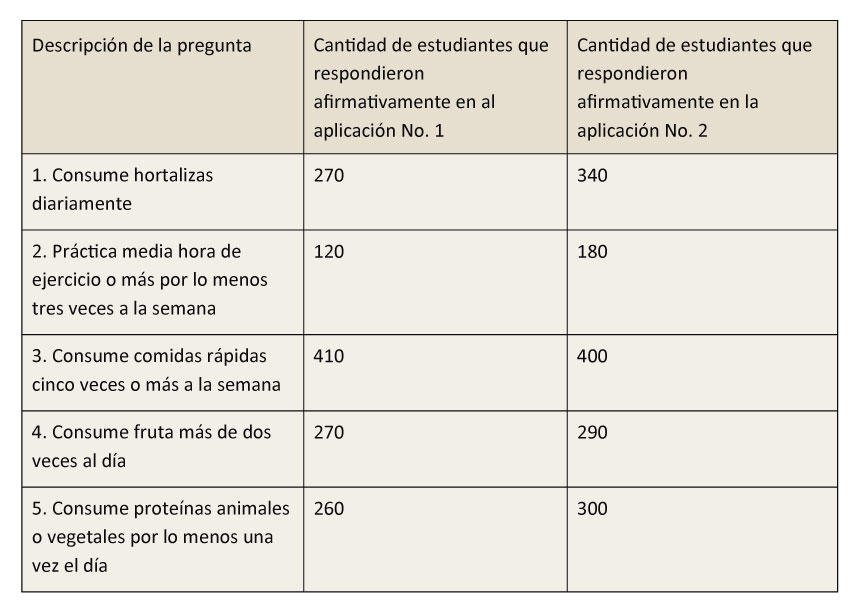 Descripción de la pregunta
Cantidad de estudiantes que
respondieron
afirmativamente en al
aplicación No. 1
Cantidad de estudiantes que
respondieron
afirmativamente en la
aplicación No. 2
1. Consume hortalizas
diariamente
270
340
2. Práctica media hora de
ejercicio o más por lo menos
tres veces a la semana
120
180
3. Consume comidas rápidas
cinco veces o más a la semana
410
400
4. Consume fruta más de dos
veces al día
270
290
5. Consume proteínas animales
o vegetales por lo menos una
vez el día
260
300